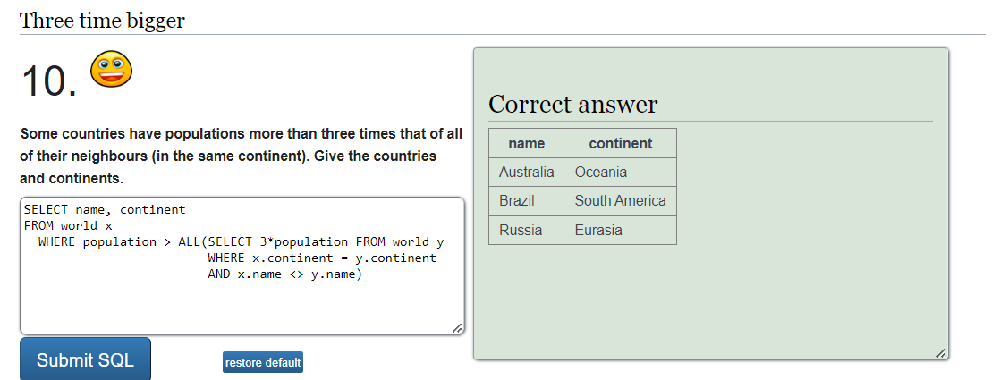 Three time bigger
10.
Some countries have populations more than three times that of all
of their neighbours (in the same continent). Give the countries
and continents.
SELECT name, continent
FROM world x
  WHERE population > ALL(SELECT 3*population FROM world y
                         WHERE x.continent = y.continent
                         AND x.name <> y.name)
Submit SQL
restore default
Correct answer
name continent
Australia Oceania
Brazil South America
Russia Eurasia